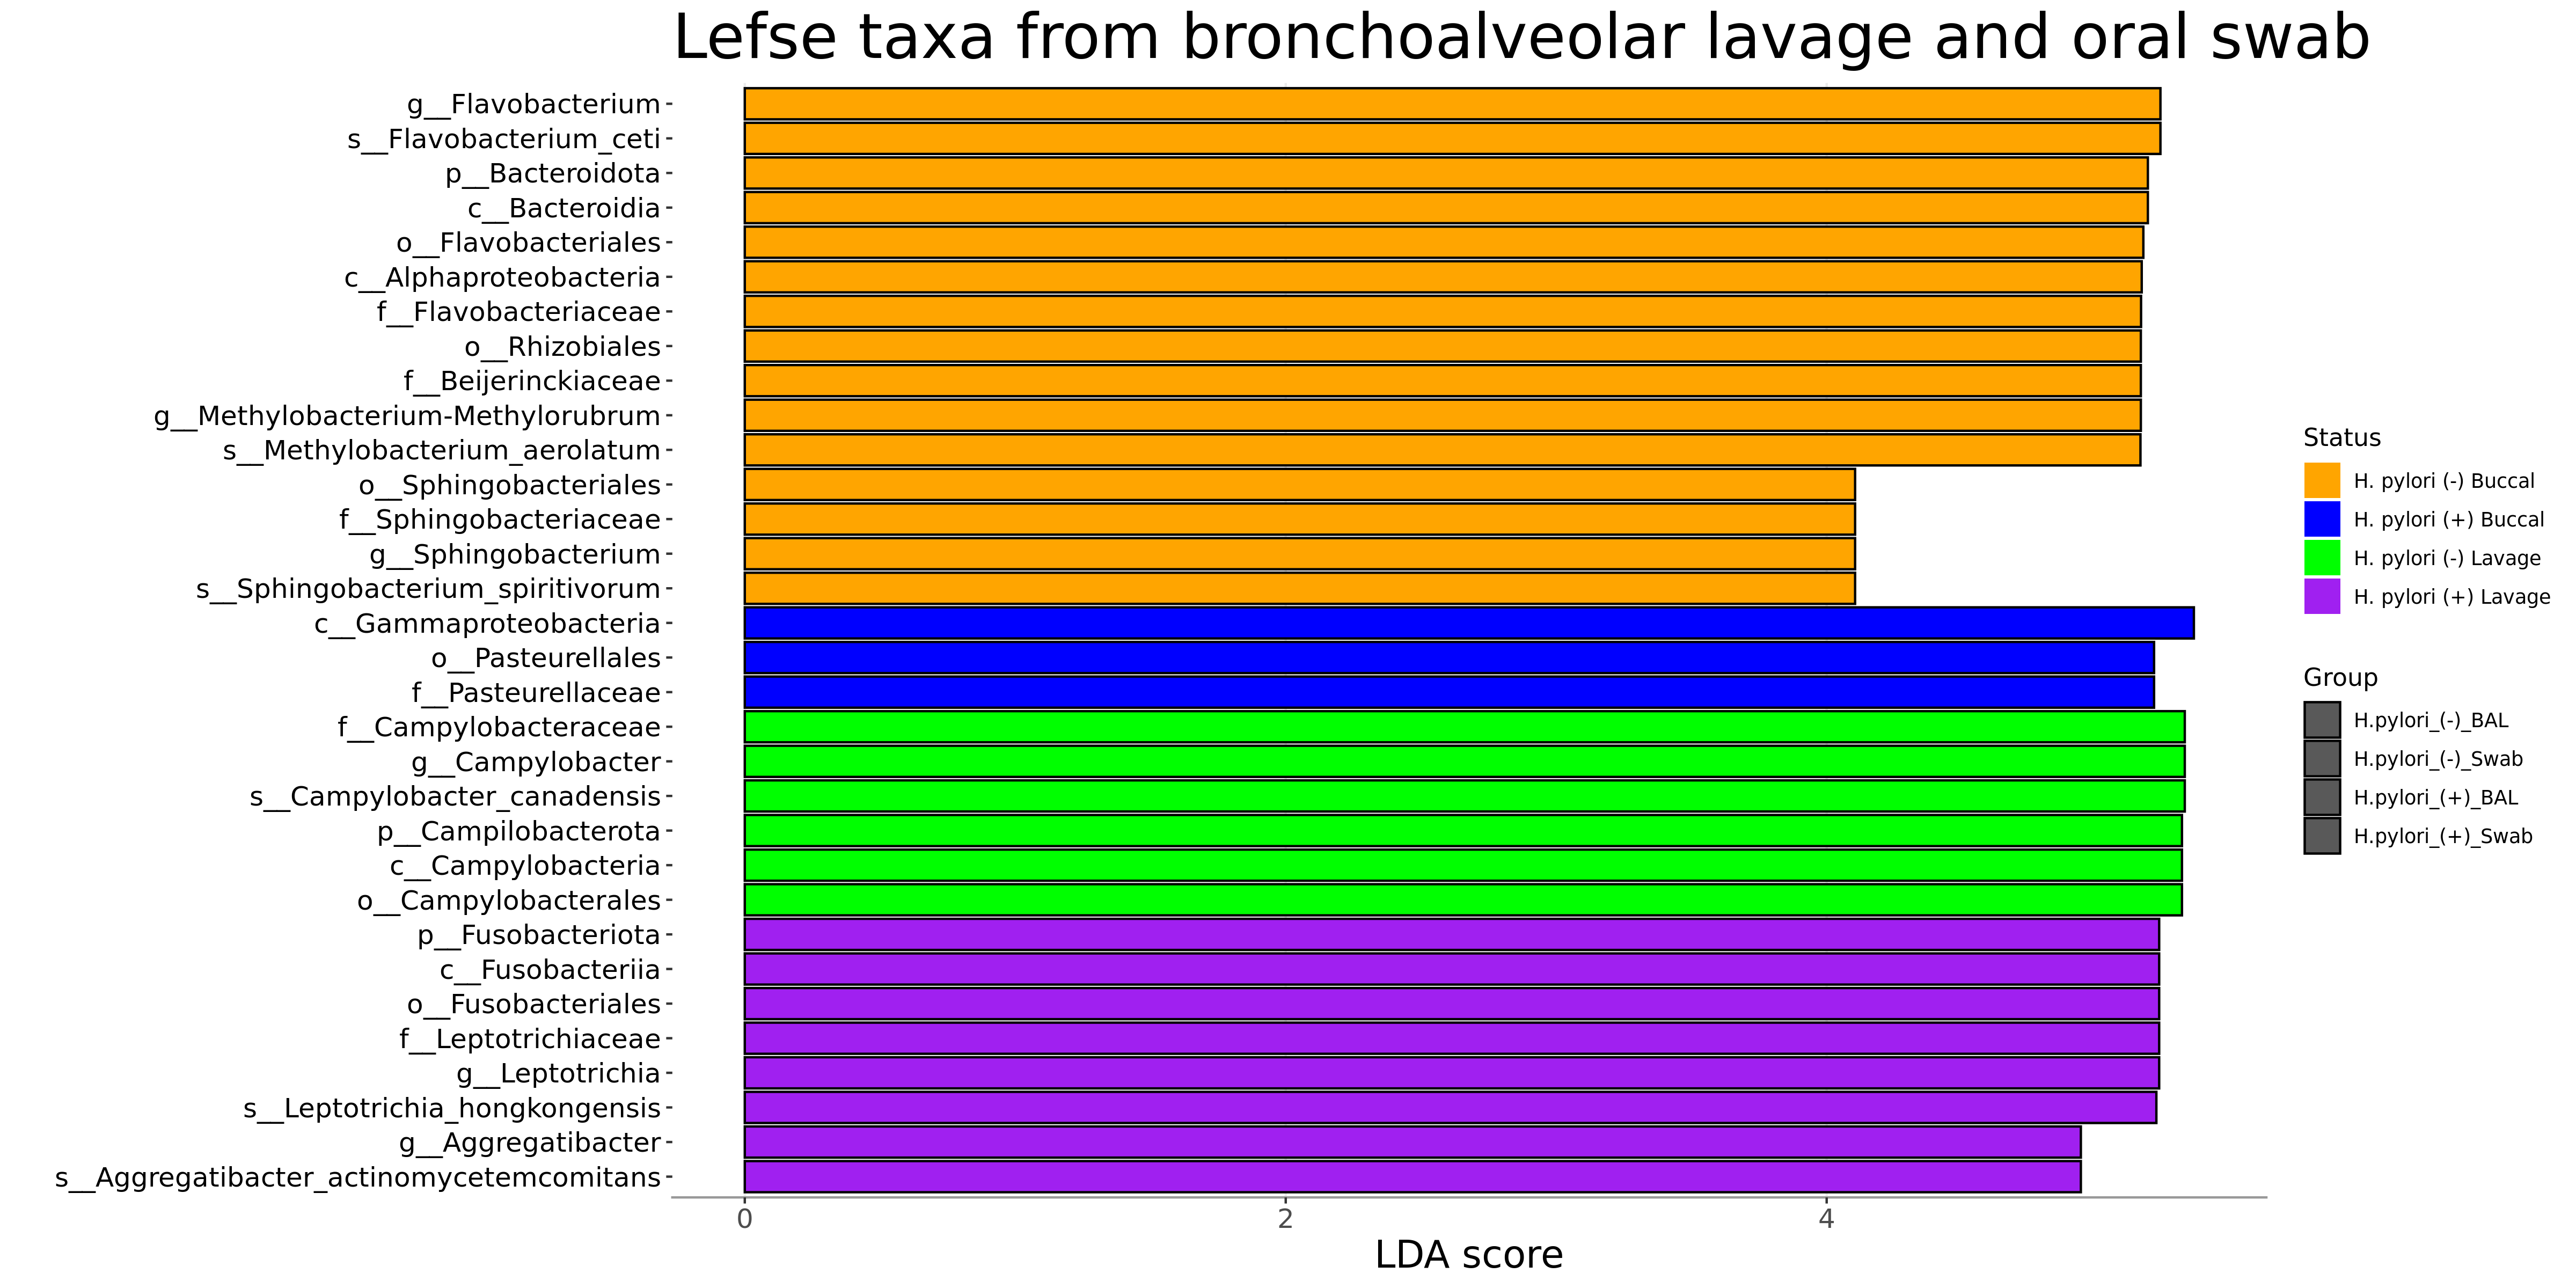 Lefse taxa from bronchoalveolar lavage and oral swab
g__Flavobacterium
s__Flavobacterium_ceti
p__Bacteroidota
c__Bacteroidia
o__Flavobacteriales
c__Alphaproteobacteria
f__Flavobacteriaceae
o__Rhizobiales
f__Beijerinckiaceae
g__Methylobacterium-Methylorubrum
s__Methylobacterium_aerolatum
o__Sphingobacteriales
f__Sphingobacteriaceae
g__Sphingobacterium
s__Sphingobacterium_spiritivorum
c__Gammaproteobacteria
o__Pasteurellales
f__Pasteurellaceae
f__Campylobacteraceae
g__Campylobacter
s__Campylobacter_canadensis
p__Campilobacterota
c__Campylobacteria
o__Campylobacterales
p__Fusobacteriota
c__Fusobacteriia
o__Fusobacteriales
f__Leptotrichiaceae
g__Leptotrichia
s__Leptotrichia_hongkongensis
g__Aggregatibacter
s__Aggregatibacter_actinomycetemcomitans
0 2 4
LDA score
Status
H. pylori (-) Buccal
H. pylori (+) Buccal
H. pylori (-) Lavage
H. pylori (+) Lavage
Group
H.pylori_(-)_BAL
H.pylori_(-)_Swab
H.pylori_(+)_BAL
H.pylori_(+)_Swab